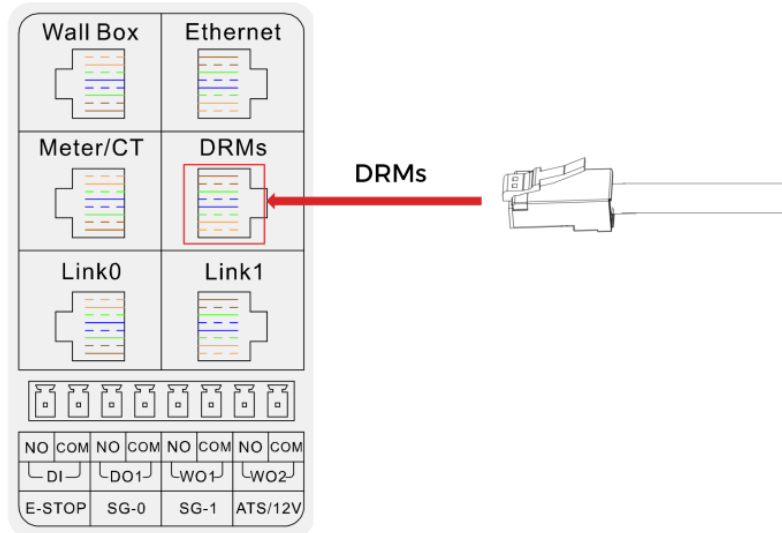 Wall Box Ethernet
Meter/CT DRMs
DRMs
Link0 Link1
NO COM NO COM NO COM NO COM
DI DO1 WO1 WO2
E-STOP SG-0 SG-1 ATS/12V